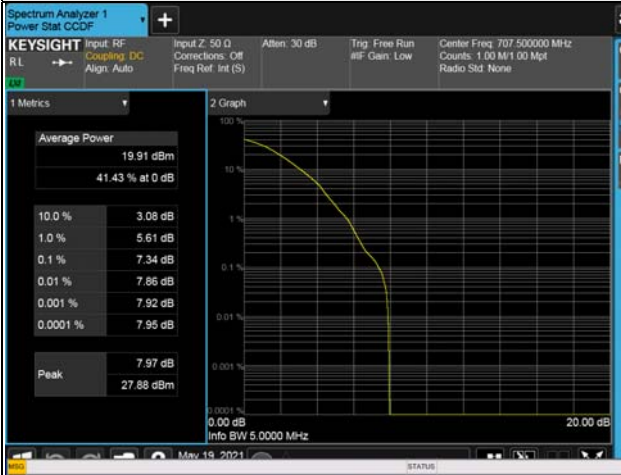 Spectrum Analyzer 1
Power Stat CCDF
KEYSIGHT
RL
Input: RF
Coupling: DC
Align: Auto
Input Z: 50 Ω
Corrections: Off
Freq Ref: Int (S)
Atten: 30 dB
Trig: Free Run
#IF Gain: Low
Center Freq: 707.500000 MHz
Counts: 1.00 M/1.00 Mpt
Radio Std: None
1 Metrics
Average Power
19.91 dBm
41.43 % at 0 dB
10.0 % 3.08 dB
1.0 % 5.61 dB
0.1 % 7.34 dB
0.01 % 7.86 dB
0.001 % 7.92 dB
0.0001 % 7.95 dB
Peak
7.97 dB
27.88 dBm
2 Graph
100 %
10 %
1 %
0.1 %
0.01 %
0.001 %
0.0001 %
0.00 dB
20.00 dB
Info BW 5.0000 MHz
May 19, 2021
MSG
STATUS